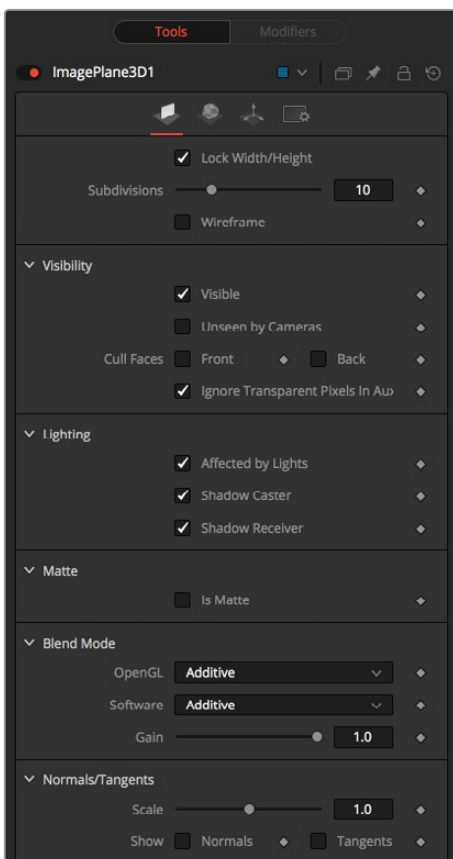 Tools Modifiers
ImagePlane3D1
Lock Width/Height
Subdivisions 10
Wireframe
Visibility
Visible
Unseen by Cameras
Cull Faces Front Back
Ignore Transparent Pixels In Aux
Lighting
Affected by Lights
Shadow Caster
Shadow Receiver
Matte
Is Matte
Blend Mode
OpenGL Additive
Software Additive
Gain 1.0
Normals/Tangents
Scale 1.0
Show Normals Tangents